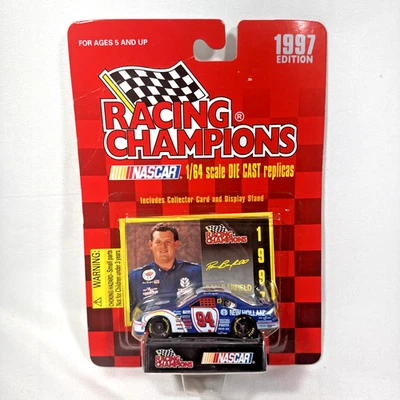 FOR AGES 5 AND UP
1997
EDITION
RACING®
CHAMPIONS
NASCAR 1/64 scale DIE CAST replicas
Includes Collector Card and Display Stand
RACING
CHAMPIONS
199
WARNING:
CHOKING HAZARD-Small parts
Not for Children under 3 years.
94
NEW HOLLAND
RACING
CHAMPIONS
NASCAR